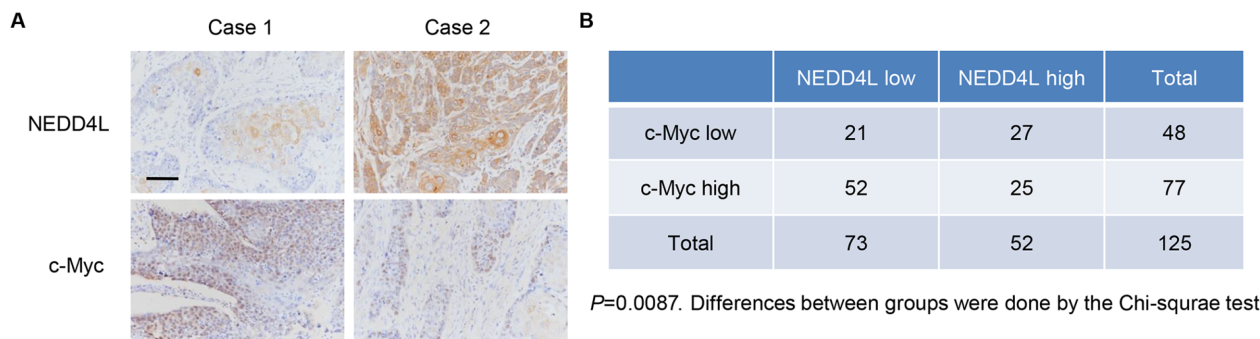 A
Case 1 Case 2
NEDD4L
c-Myc
B
NEDD4L low NEDD4L high Total
c-Myc low 21 27 48
c-Myc high 52 25 77
Total 73 52 125
P=0.0087. Differences between groups were done by the Chi-squrae test